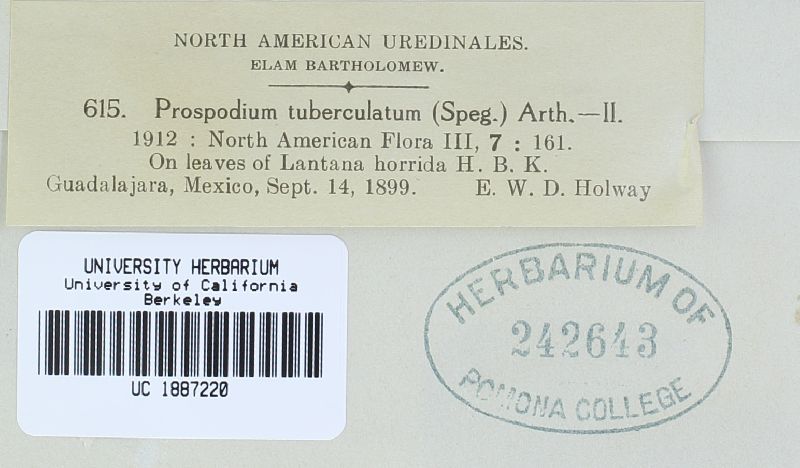 NORTH AMERICAN UREDINALES.
ELAM BARTHOLOMEW.
615. Prospodium tuberculatum (Speg.) Arth.—II.
1912 : North American Flora III, 7 : 161.
On leaves of Lantana horrida H. B. K.
Guadalajara, Mexico, Sept. 14, 1899. E. W. D. Holway
UNIVERSITY HERBARIUM
University of California
Berkeley
UC 1887220
HERBARIUM OF
242643
POMONA COLLEGE